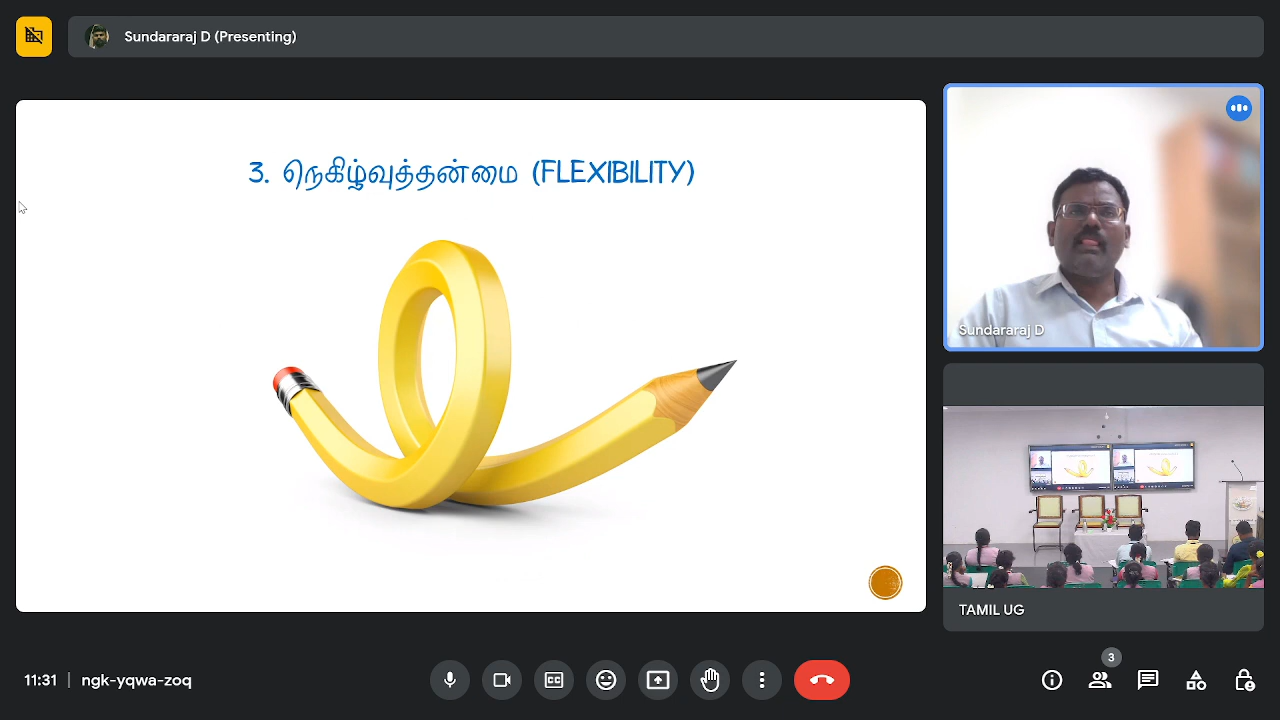 Sundararaj D (Presenting)
3. நெகிழ்வுத்தன்மை (FLEXIBILITY)
Sundararaj D
TAMIL UG
11:31 | ngk-yqwa-zoq
3